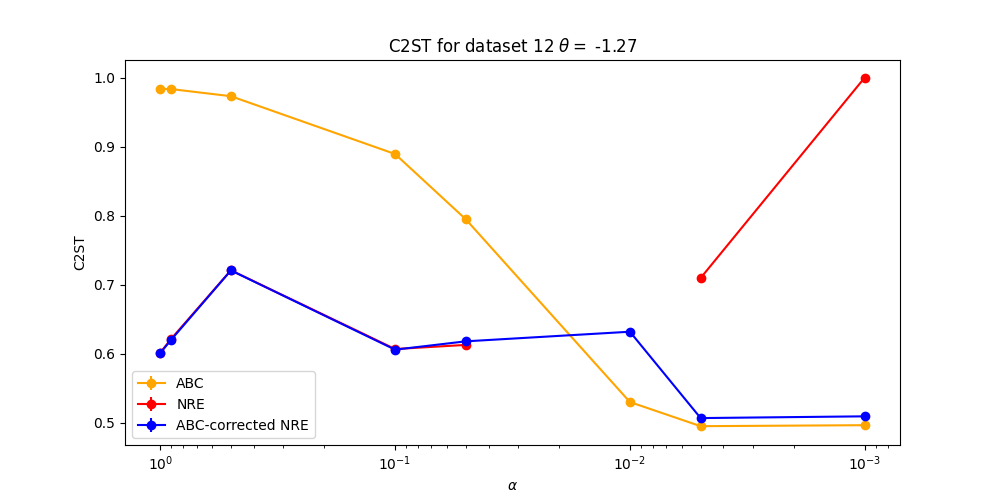 C2ST for dataset 12 θ = -1.27
C2ST
1.0
0.9
0.8
0.7
0.6
0.5
ABC
NRE
ABC-corrected NRE
10⁰
10⁻¹
10⁻²
10⁻³
α